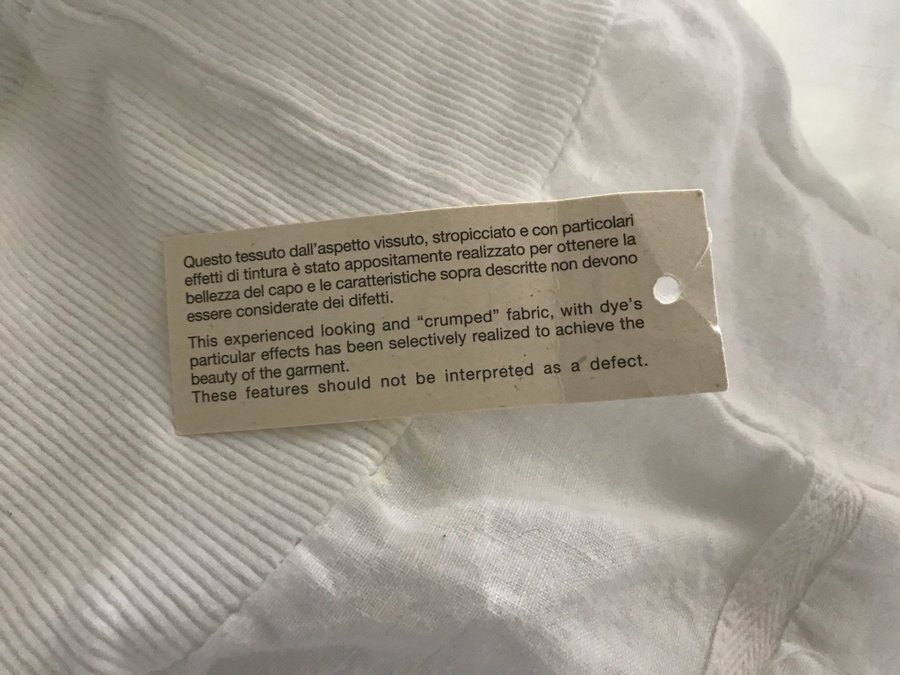 Questo tessuto dall'aspetto vissuto, stropicciato e con particolari
effetti di tintura è stato appositamente realizzato per ottenere la
bellezza del capo e le caratteristiche sopra descritte non devono
essere considerate dei difetti.
This experienced looking and “crumped” fabric, with dye's
particular effects has been selectively realized to achieve the
beauty of the garment.
These features should not be interpreted as a defect.